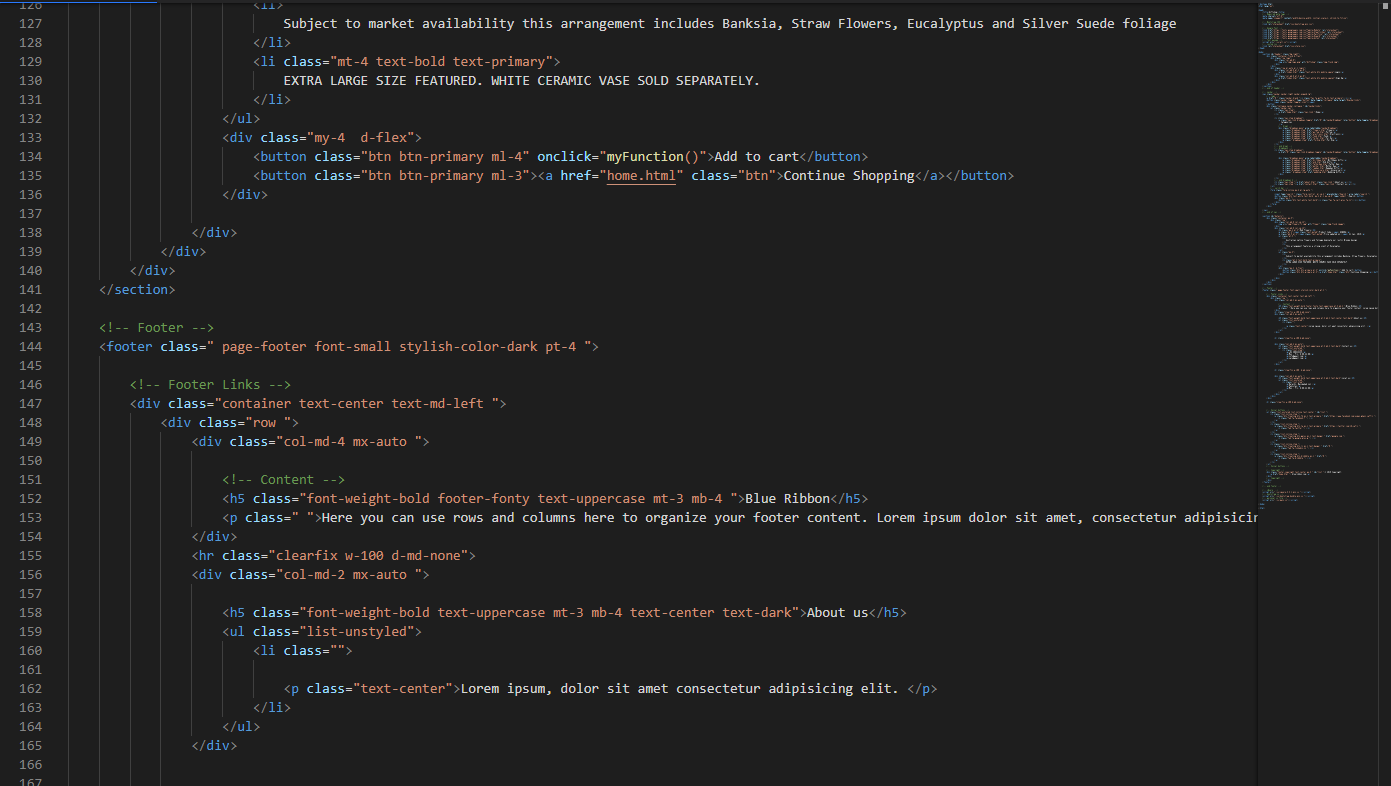 126 <li>
127 Subject to market availability this arrangement includes Banksia, Straw Flowers, Eucalyptus and Silver Suede foliage
128 </li>
129 <li class="mt-4 text-bold text-primary">
130 EXTRA LARGE SIZE FEATURED. WHITE CERAMIC VASE SOLD SEPARATELY.
131 </li>
132 </ul>
133 <div class="my-4  d-flex">
134 <button class="btn btn-primary ml-4" onclick="myFunction()">Add to cart</button>
135 <button class="btn btn-primary ml-3"><a href="home.html" class="btn">Continue Shopping</a></button>
136 </div>
137
138 </div>
139 </div>
140 </div>
141 </section>
142
143 <!-- Footer -->
144 <footer class=" page-footer font-small stylish-color-dark pt-4 ">
145
146 <!-- Footer Links -->
147 <div class="container text-center text-md-left ">
148 <div class="row ">
149 <div class="col-md-4 mx-auto ">
150
151 <!-- Content -->
152 <h5 class="font-weight-bold footer-fonty text-uppercase mt-3 mb-4 ">Blue Ribbon</h5>
153 <p class=" ">Here you can use rows and columns here to organize your footer content. Lorem ipsum dolor sit amet, consectetur adipisicin
154 </div>
155 <hr class="clearfix w-100 d-md-none">
156 <div class="col-md-2 mx-auto ">
157
158 <h5 class="font-weight-bold text-uppercase mt-3 mb-4 text-center text-dark">About us</h5>
159 <ul class="list-unstyled">
160 <li class="">
161
162 <p class="text-center">Lorem ipsum, dolor sit amet consectetur adipisicing elit. </p>
163 </li>
164 </ul>
165 </div>
166
167